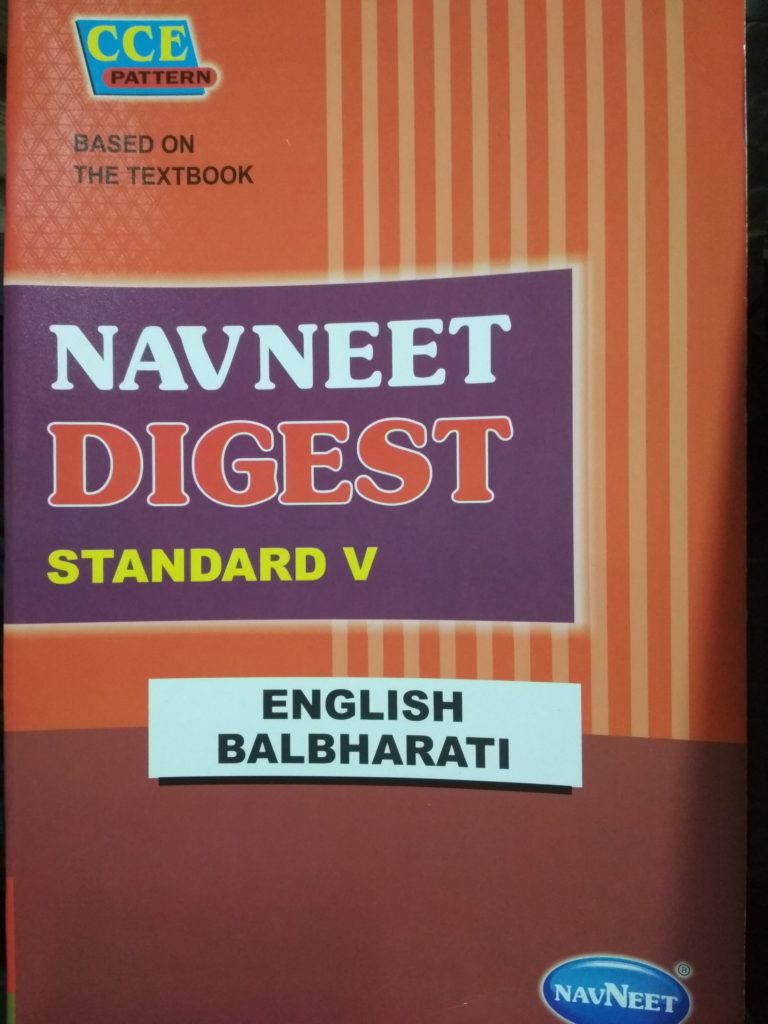 CCE
PATTERN
BASED ON
THE TEXTBOOK
NAVNEET
DIGEST
STANDARD V
ENGLISH
BALBHARATI
NAVNEET ®